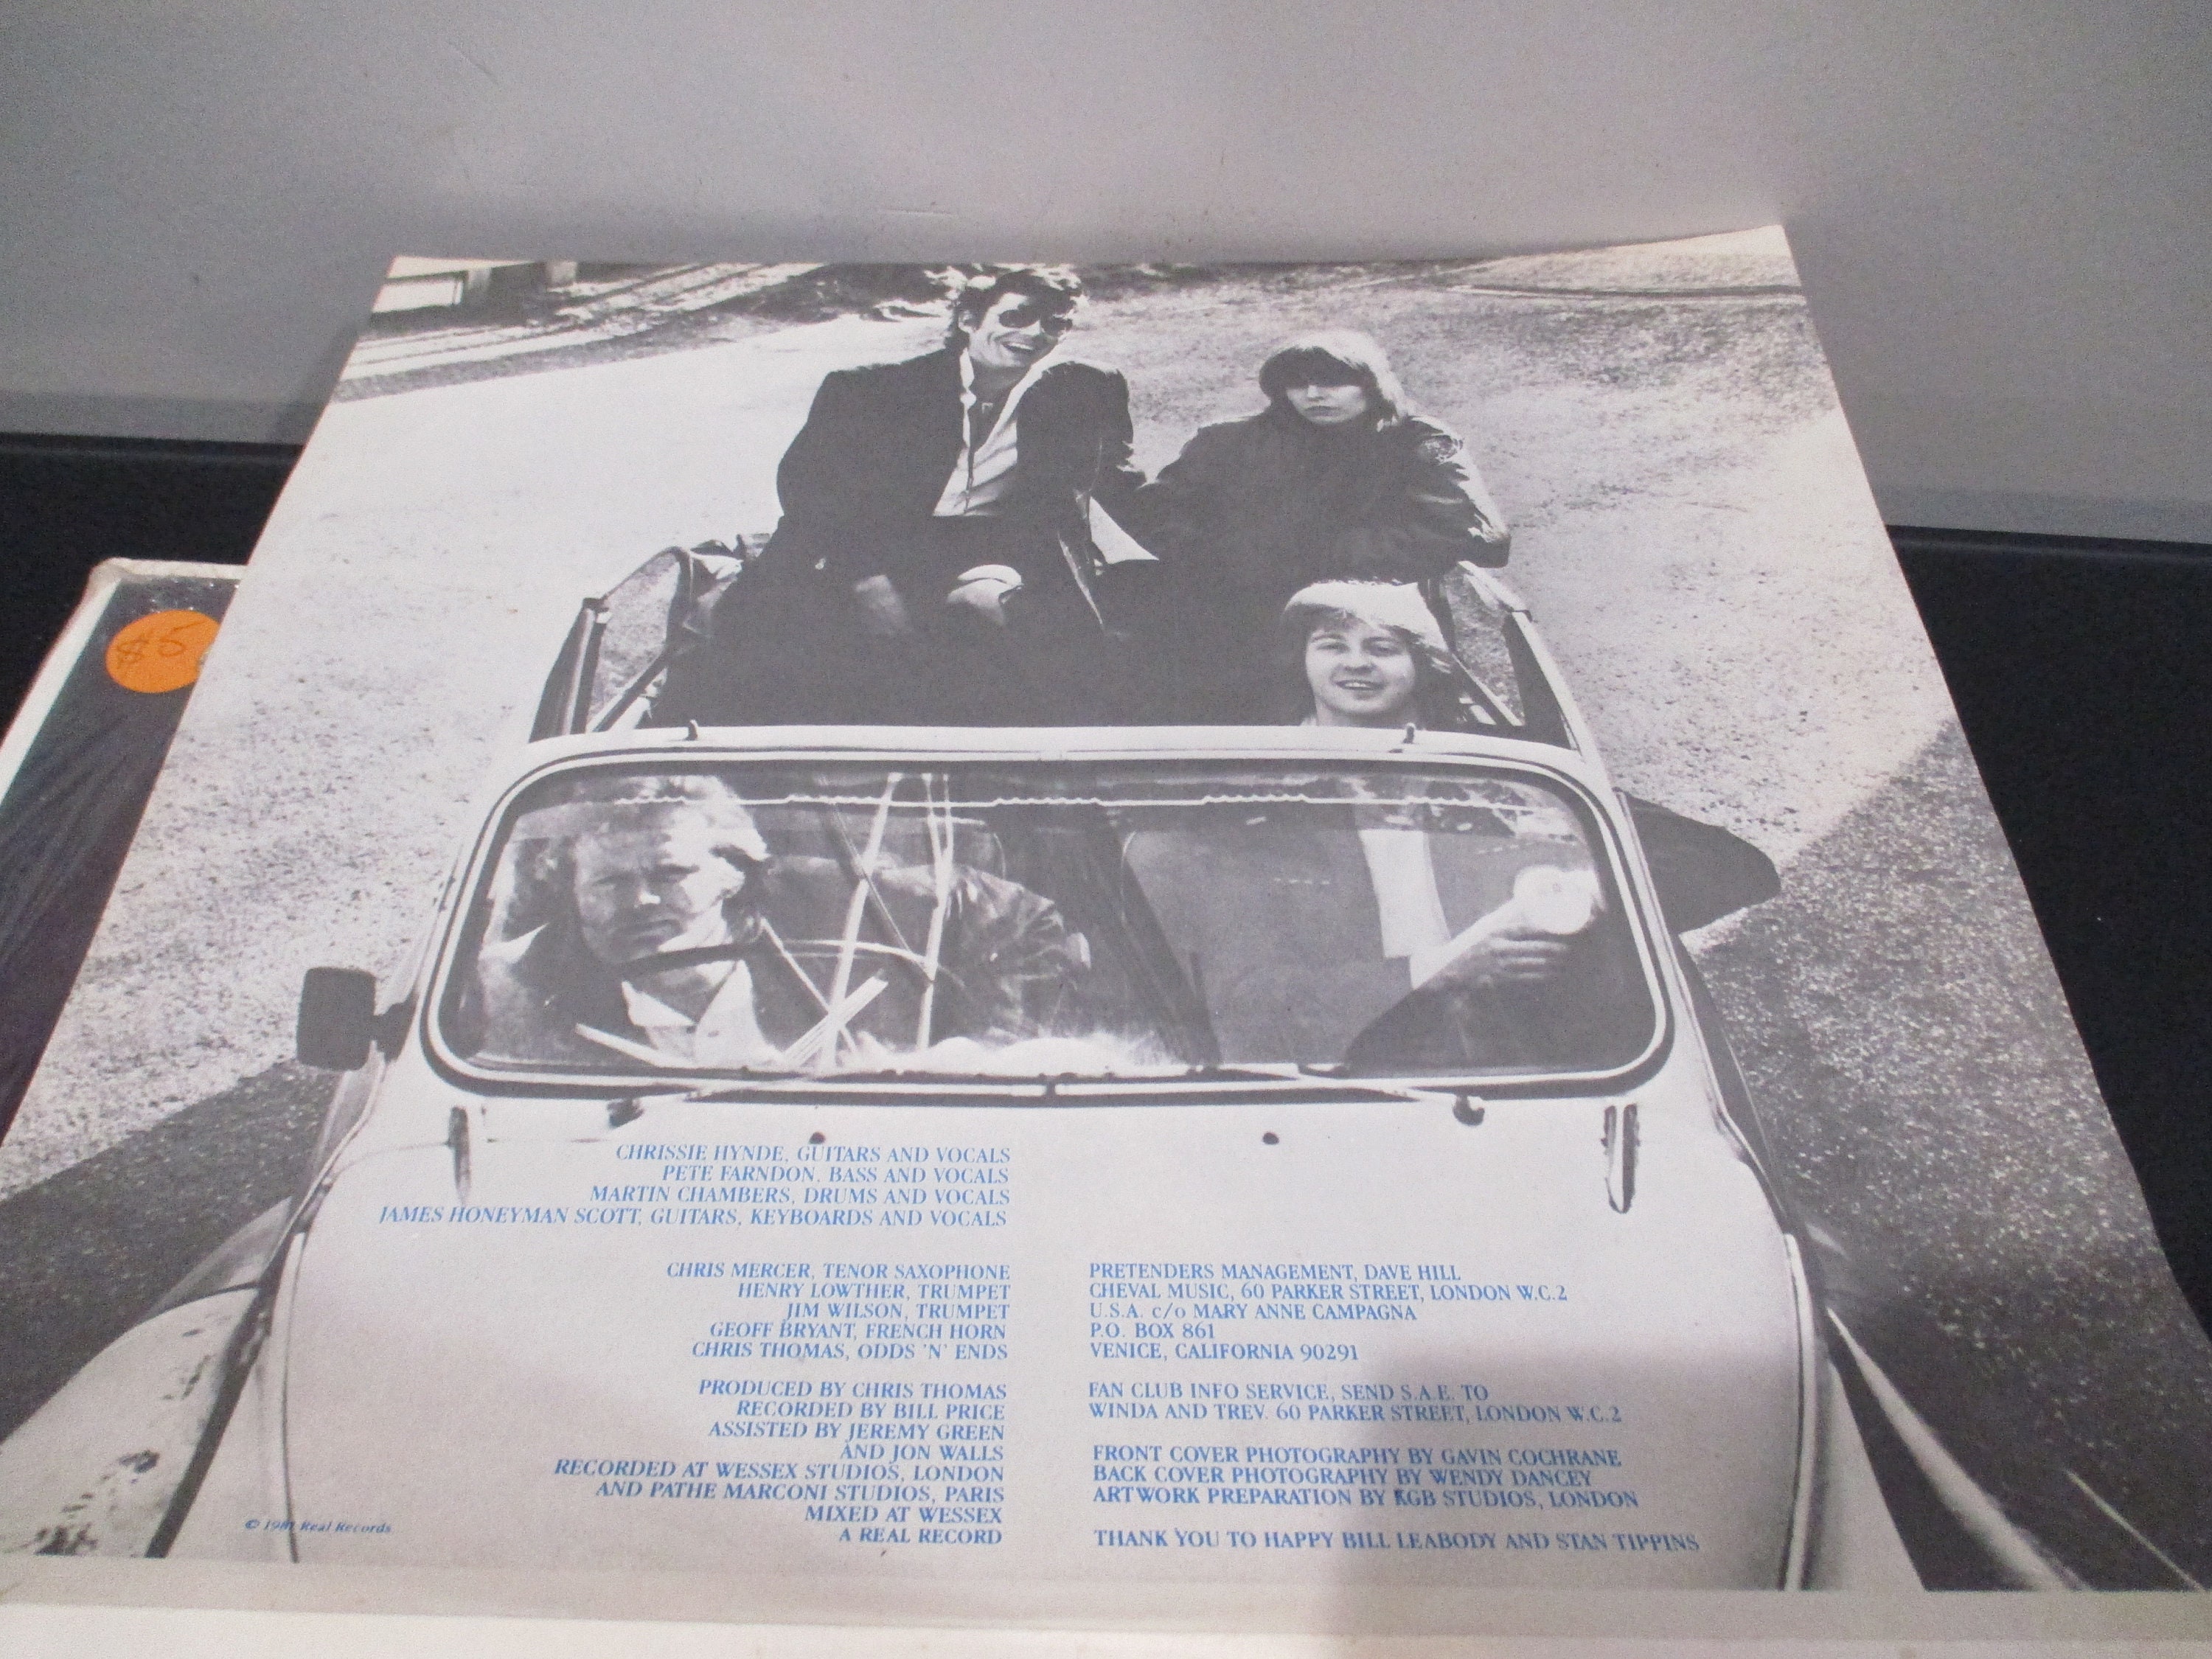 $5
CHRISSIE HYNDE, GUITARS AND VOCALS
PETE FARNDON, BASS AND VOCALS
MARTIN CHAMBERS, DRUMS AND VOCALS
JAMES HONEYMAN SCOTT, GUITARS, KEYBOARDS AND VOCALS
CHRIS MERCER, TENOR SAXOPHONE
HENRY LOWTHER, TRUMPET
JIM WILSON, TRUMPET
GEOFF BRYANT, FRENCH HORN
CHRIS THOMAS, ODDS 'N' ENDS
PRODUCED BY CHRIS THOMAS
RECORDED BY BILL PRICE
ASSISTED BY JEREMY GREEN
AND JON WALLS
RECORDED AT WESSEX STUDIOS, LONDON
AND PATHE MARCONI STUDIOS, PARIS
MIXED AT WESSEX
A REAL RECORD
© 1981 Real Records
PRETENDERS MANAGEMENT, DAVE HILL
CHEVAL MUSIC, 60 PARKER STREET, LONDON W.C.2
U.S.A. c/o MARY ANNE CAMPAGNA
P.O. BOX 861
VENICE, CALIFORNIA 90291
FAN CLUB INFO SERVICE, SEND S.A.E. TO
WINDA AND TREV. 60 PARKER STREET, LONDON W.C.2
FRONT COVER PHOTOGRAPHY BY GAVIN COCHRANE
BACK COVER PHOTOGRAPHY BY WENDY DANCEY
ARTWORK PREPARATION BY KGB STUDIOS, LONDON
THANK YOU TO HAPPY BILL LEABODY AND STAN TIPPINS